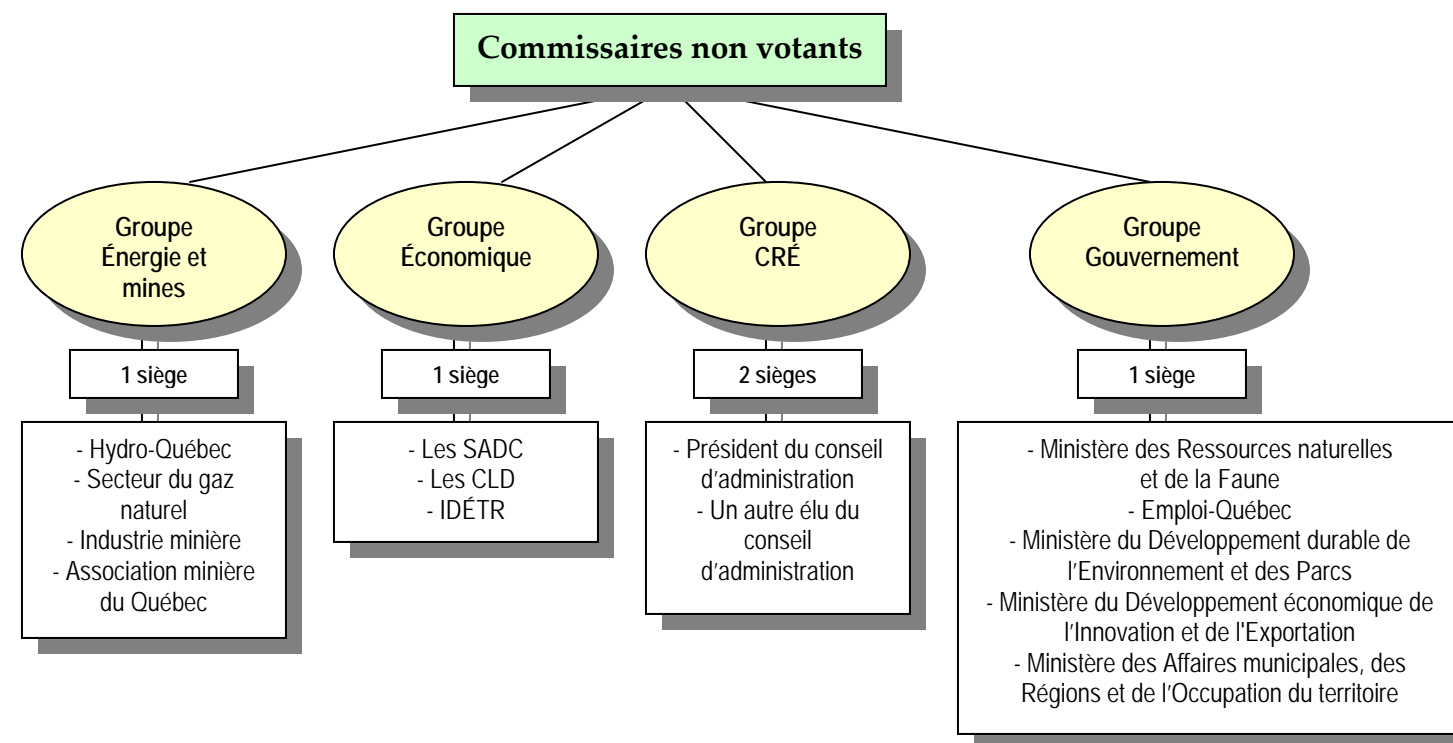 Commissaires non votants
Groupe
Énergie et
mines
1 siège
- Hydro-Québec
- Secteur du gaz
naturel
- Industrie minière
- Association minière
du Québec
Groupe
Économique
1 siège
- Les SADC
- Les CLD
- IDÉTR
Groupe
CRÉ
2 sièges
- Président du conseil
d'administration
- Un autre élu du
conseil
d'administration
Groupe
Gouvernement
1 siège
- Ministère des Ressources naturelles
et de la Faune
- Emploi-Québec
- Ministère du Développement durable de
l'Environnement et des Parcs
- Ministère du Développement économique de
l'Innovation et de l'Exportation
- Ministère des Affaires municipales, des
Régions et de l'Occupation du territoire